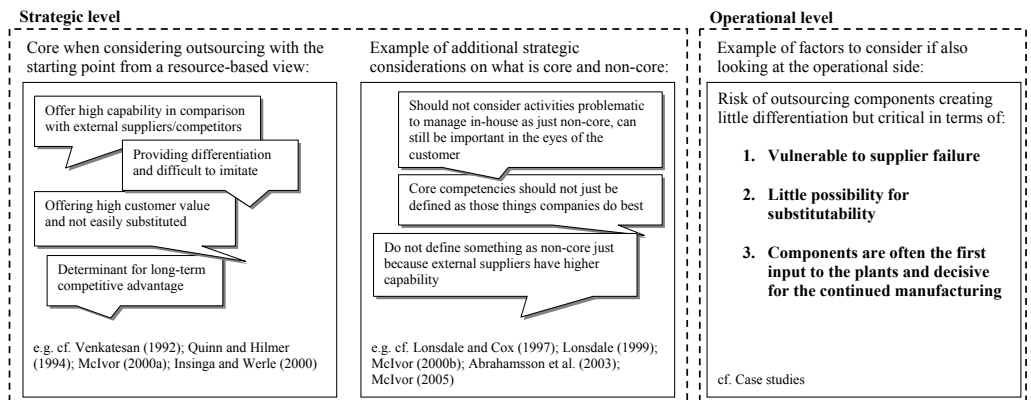 Strategic level
Core when considering outsourcing with the
starting point from a resource-based view:
Offer high capability in comparison
with external suppliers/competitors
Providing differentiation
and difficult to imitate
Offering high customer value
and not easily substituted
Determinant for long-term
competitive advantage
e.g. cf. Venkatesan (1992); Quinn and Hilmer
(1994); McIvor (2000a); Insinga and Werle (2000)
Example of additional strategic
considerations on what is core and non-core:
Should not consider activities problematic
to manage in-house as just non-core, can
still be important in the eyes of the
customer
Core competencies should not just be
defined as those things companies do best
Do not define something as non-core just
because external suppliers have higher
capability
e.g. cf. Lonsdale and Cox (1997); Lonsdale (1999);
McIvor (2000b); Abrahamsson et al. (2003);
McIvor (2005)
Operational level
Example of factors to consider if also
looking at the operational side:
Risk of outsourcing components creating
little differentiation but critical in terms of:
1. Vulnerable to supplier failure
2. Little possibility for
substitutability
3. Components are often the first
input to the plants and decisive
for the continued manufacturing
cf. Case studies